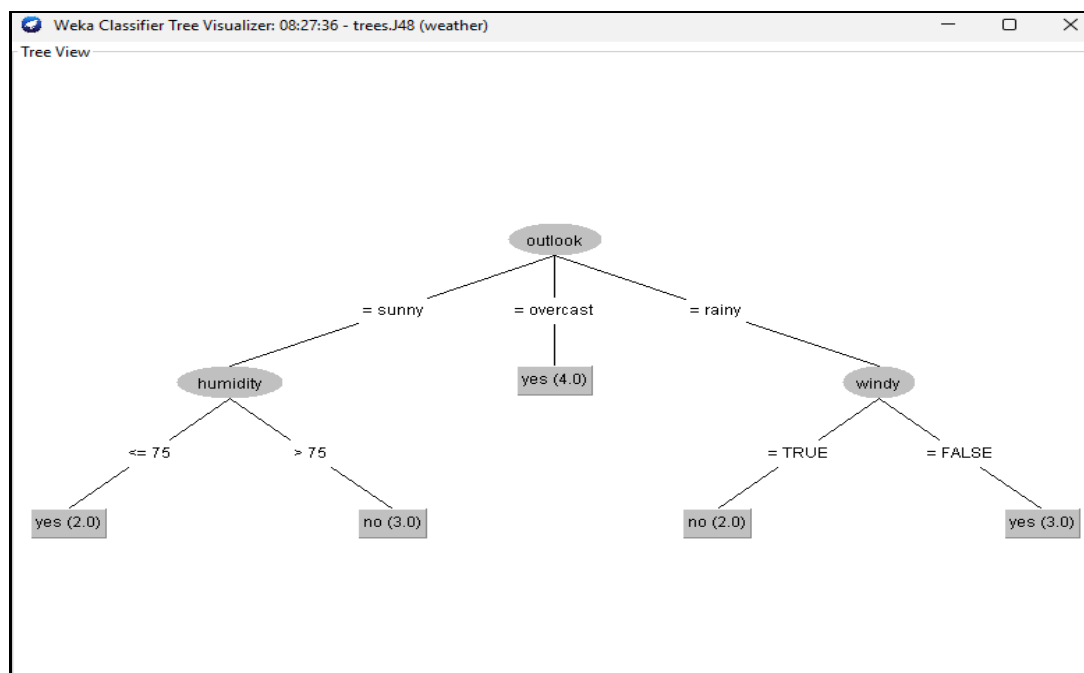 Weka Classifier Tree Visualizer: 08:27:36 - trees.J48 (weather)
Tree View
outlook
= sunny
= overcast
= rainy
humidity
yes (4.0)
windy
<= 75
> 75
= TRUE
= FALSE
yes (2.0)
no (3.0)
no (2.0)
yes (3.0)